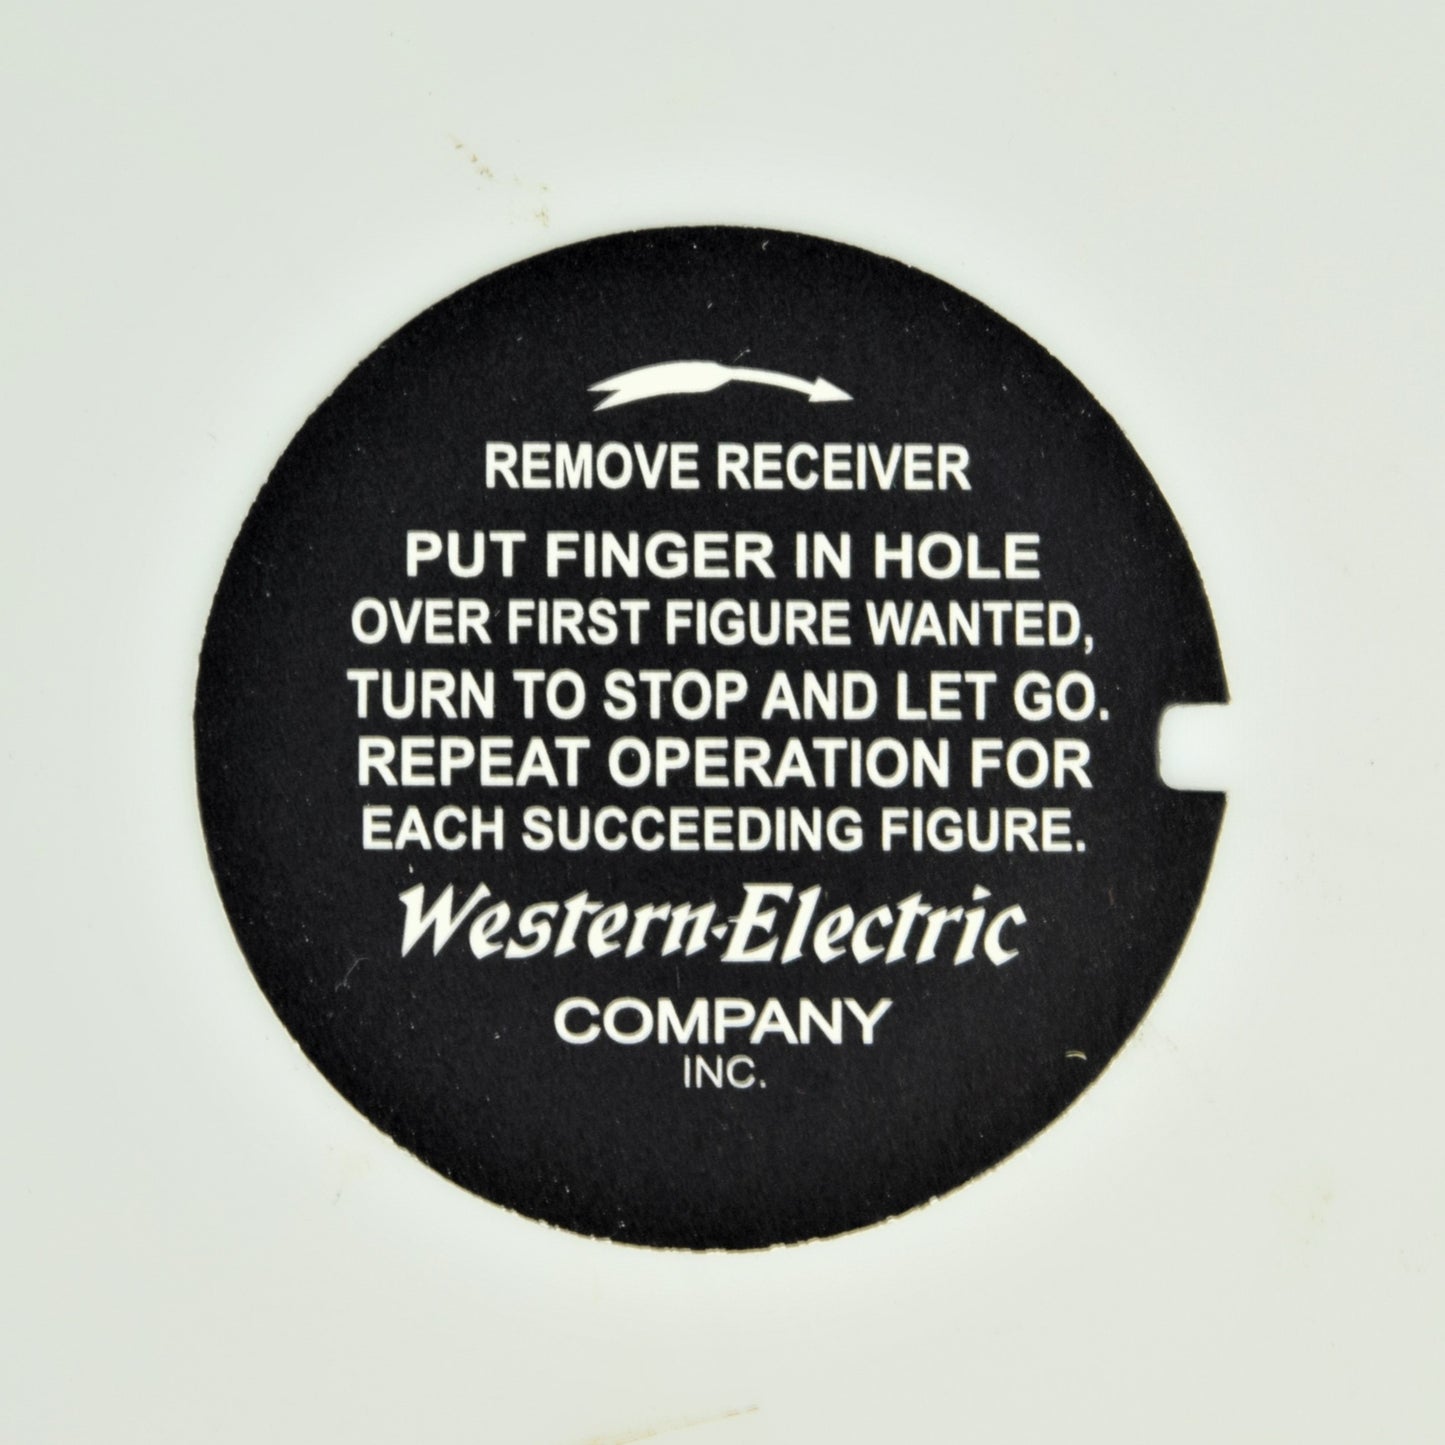 REMOVE RECEIVER
PUT FINGER IN HOLE
OVER FIRST FIGURE WANTED,
TURN TO STOP AND LET GO.
REPEAT OPERATION FOR
EACH SUCCEEDING FIGURE.
Western-Electric
COMPANY
INC.